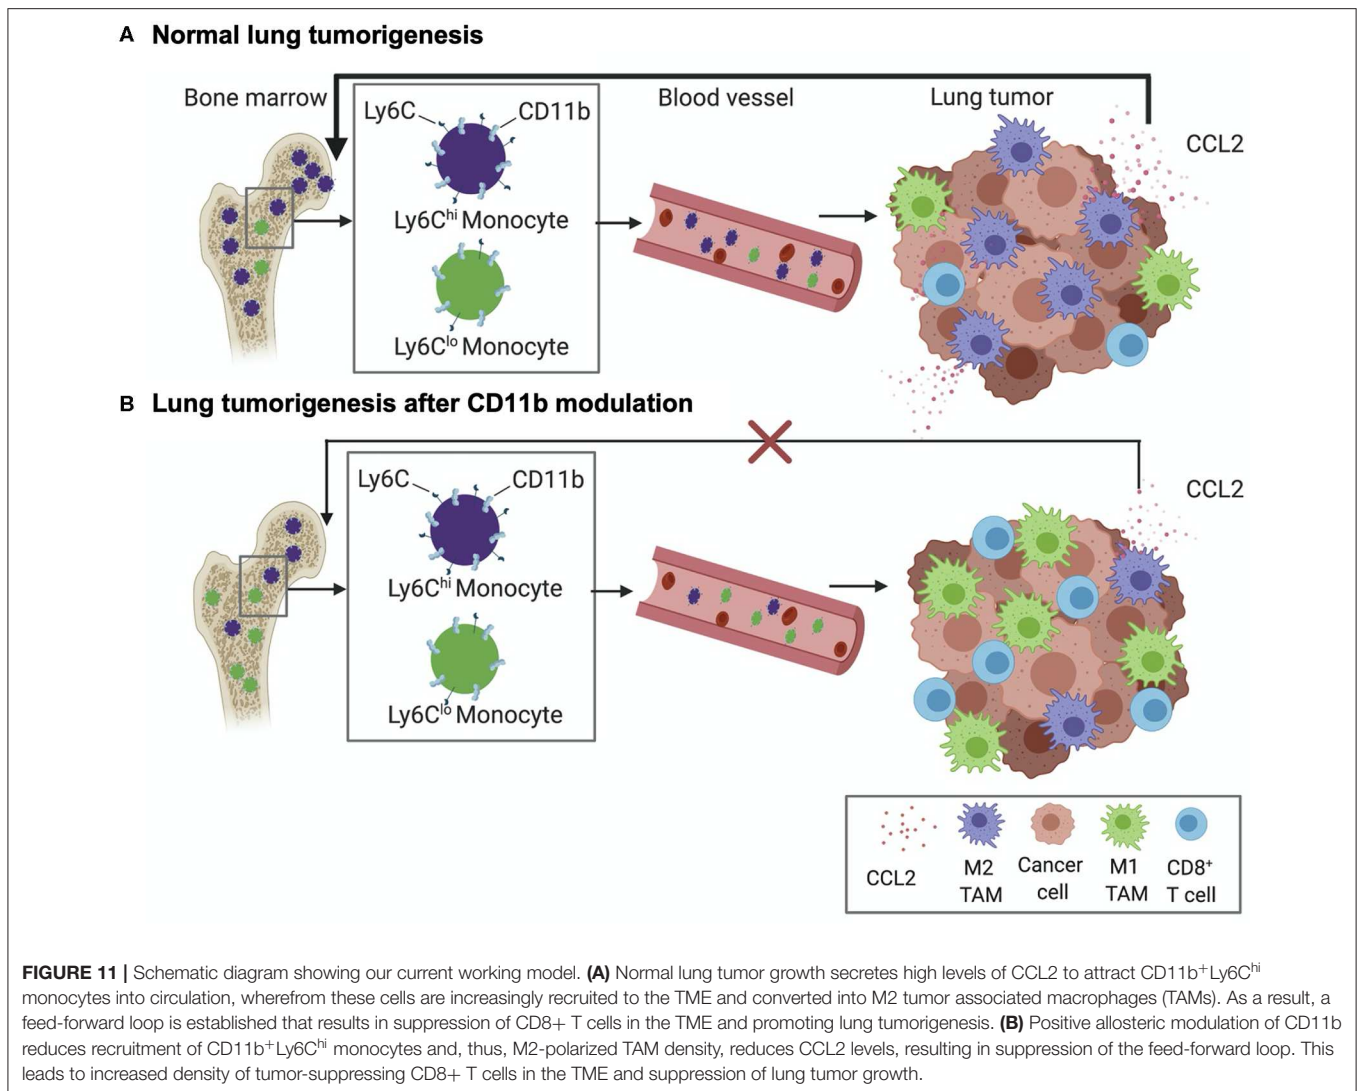 A Normal lung tumorigenesis
Bone marrow
Ly6C
CD11b
Ly6Chi Monocyte
Ly6Clo Monocyte
Blood vessel
Lung tumor
CCL2
B Lung tumorigenesis after CD11b modulation
Ly6C
CD11b
Ly6Chi Monocyte
Ly6Clo Monocyte
CCL2
CCL2
M2
TAM
Cancer
cell
M1
TAM
CD8+
T cell
FIGURE 11 | Schematic diagram showing our current working model. (A) Normal lung tumor growth secretes high levels of CCL2 to attract CD11b+Ly6Chi
monocytes into circulation, wherefrom these cells are increasingly recruited to the TME and converted into M2 tumor associated macrophages (TAMs). As a result, a
feed-forward loop is established that results in suppression of CD8+ T cells in the TME and promoting lung tumorigenesis. (B) Positive allosteric modulation of CD11b
reduces recruitment of CD11b+Ly6Chi monocytes and, thus, M2-polarized TAM density, reduces CCL2 levels, resulting in suppression of the feed-forward loop. This
leads to increased density of tumor-suppressing CD8+ T cells in the TME and suppression of lung tumor growth.